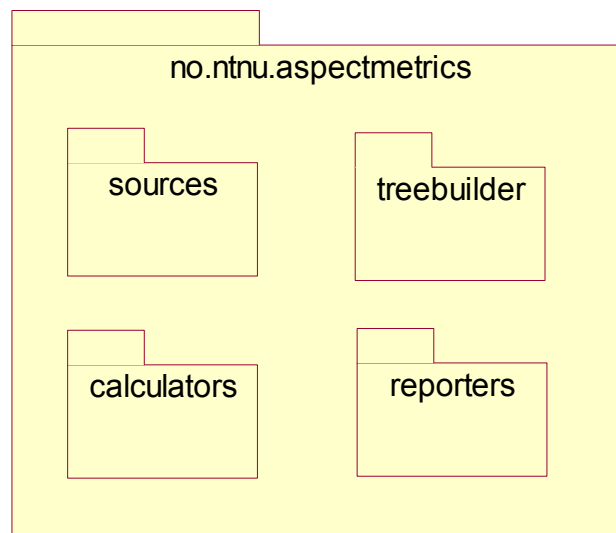 no.ntnu.aspectmetrics
sources
treebuilder
calculators
reporters